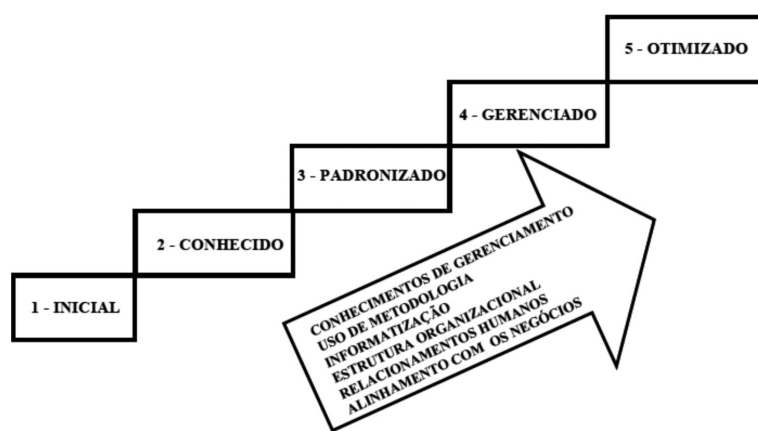 5 - OTIMIZADO
4 - GERENCIADO
3 - PADRONIZADO
2 - CONHECIDO
1 - INICIAL
CONHECIMENTOS DE GERENCIAMENTO
USO DE METODOLOGIA
INFORMATIZAÇÃO
ESTRUTURA ORGANIZACIONAL
RELACIONAMENTOS HUMANOS
ALINHAMENTO COM OS NEGÓCIOS